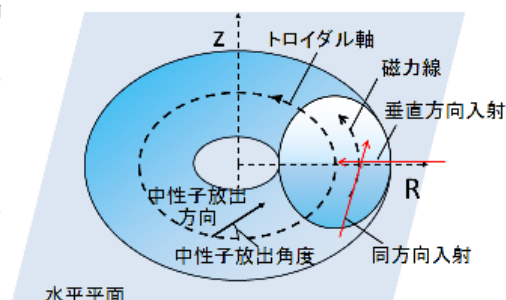 Z
トロイダル軸
磁力線
垂直方向入射
R
中性子放出
方向
中性子放出角度
同方向入射
水平平面